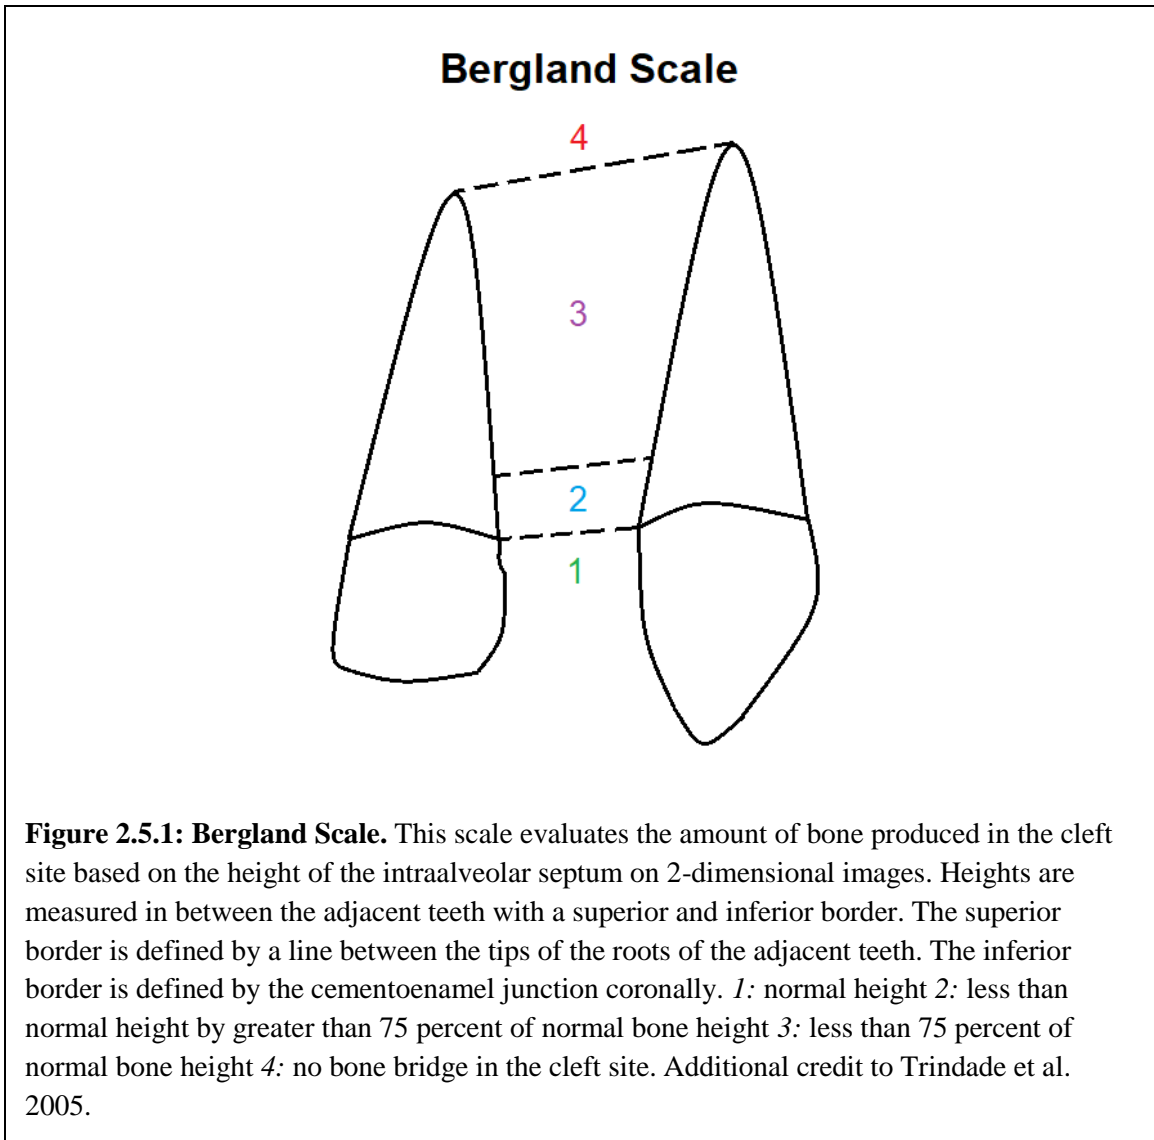 Bergland Scale
4
3
2
1
Figure 2.5.1: Bergland Scale. This scale evaluates the amount of bone produced in the cleft
site based on the height of the intraalveolar septum on 2-dimensional images. Heights are
measured in between the adjacent teeth with a superior and inferior border. The superior
border is defined by a line between the tips of the roots of the adjacent teeth. The inferior
border is defined by the cementoenamel junction coronally. 1: normal height 2: less than
normal height by greater than 75 percent of normal bone height 3: less than 75 percent of
normal bone height 4: no bone bridge in the cleft site. Additional credit to Trindade et al.
2005.